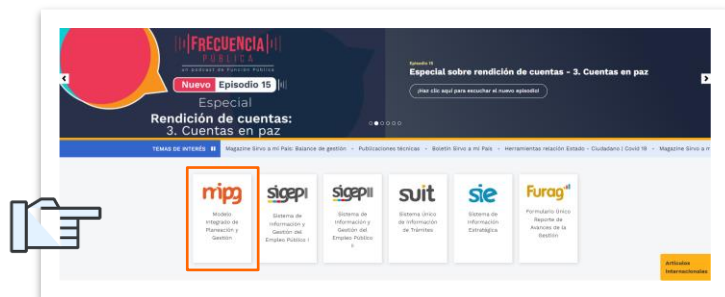 FRECUENCIA
PÚBLICA
un podcast de Función Pública
Nuevo Episodio 15
Especial
Rendición de cuentas:
3. Cuentas en paz
Episodio 15
Especial sobre rendición de cuentas - 3. Cuentas en paz
¡Haz clic aquí para escuchar el nuevo episodio!
TEMAS DE INTERÉS
Magazine Sirvo a mi País: Balance de gestión - Publicaciones técnicas - Boletín Sirvo a mi País - Herramientas relación Estado - Ciudadano / Covid 19 - Magazine Sirvo a m
mipg
Modelo
Integrado de
Planeación y
Gestión
sigepI
Sistema de
Información y
Gestión del
Empleo Público I
sigepII
Sistema de
Información y
Gestión del
Empleo Público
II
suit
Sistema Único
de Información
de Trámites
sie
Sistema de
Información
Estratégica
Furag
Formulario Único
Reporte de
Avances de la
Gestión
Artículos
Internacionales